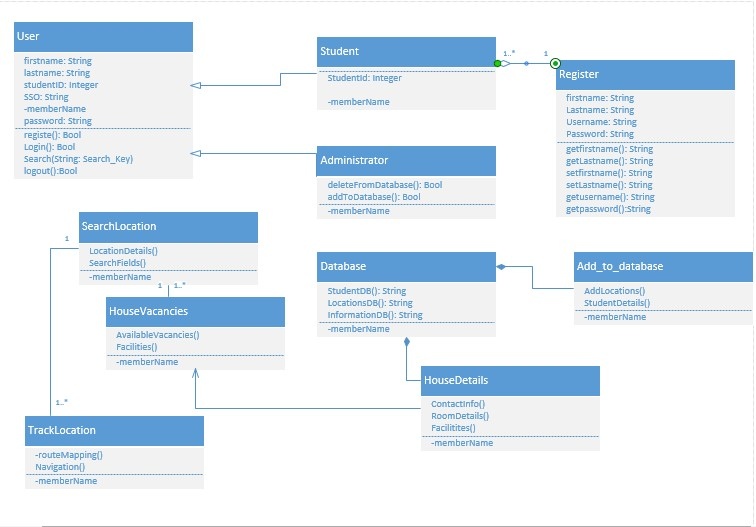 User
firstname: String
lastname: String
studentID: Integer
SSO: String
-memberName
password: String
registe(): Bool
Login(): Bool
Search(String: Search_Key)
logout():Bool
Student
StudentId: Integer
-memberName
1..*
1
Register
firstname: String
Lastname: String
Username: String
Password: String
getfirstname(): String
getLastname(): String
setfirstname(): String
setLastname(): String
getusername(): String
getpassword():String
Administrator
deleteFromDatabase(): Bool
addToDatabase(): Bool
-memberName
SearchLocation
LocationDetails()
SearchFields()
-memberName
1
1
1..*
HouseVacancies
AvailableVacancies()
Facilities()
-memberName
Database
StudentDB(): String
LocationsDB(): String
InformationDB(): String
-memberName
Add_to_database
AddLocations()
StudentDetails()
-memberName
HouseDetails
ContactInfo()
RoomDetails()
Facilitites()
-memberName
1..*
TrackLocation
-routeMapping()
Navigation()
-memberName